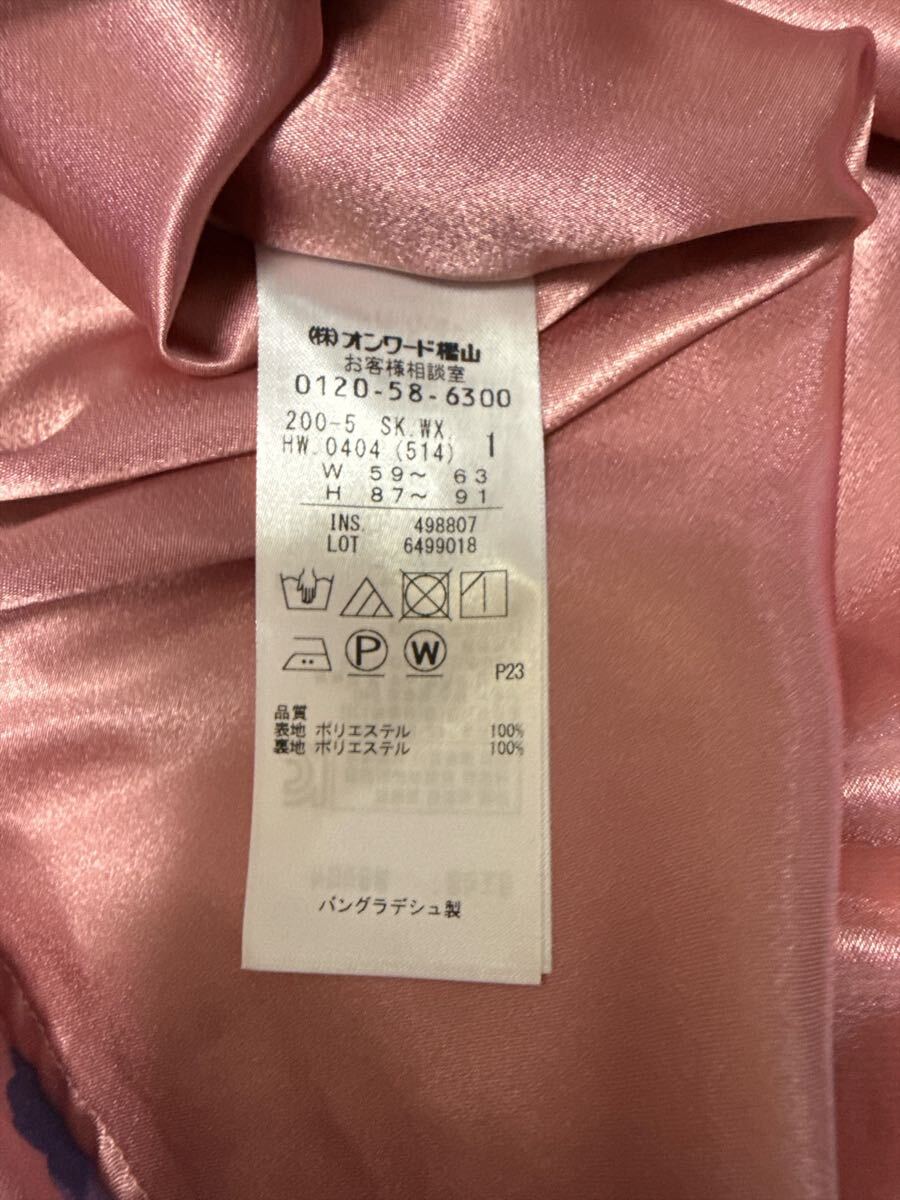 (株)オンワード樫山
お客様相談室
0120-58-6300
200-5 SK.WX. 1
HW.0404(514)
W 59~ 63
H 87~ 91
INS. 498807
LOT 6499018
P W
P23
品質
表地 ポリエステル 100%
裏地 ポリエステル 100%
バングラデシュ製